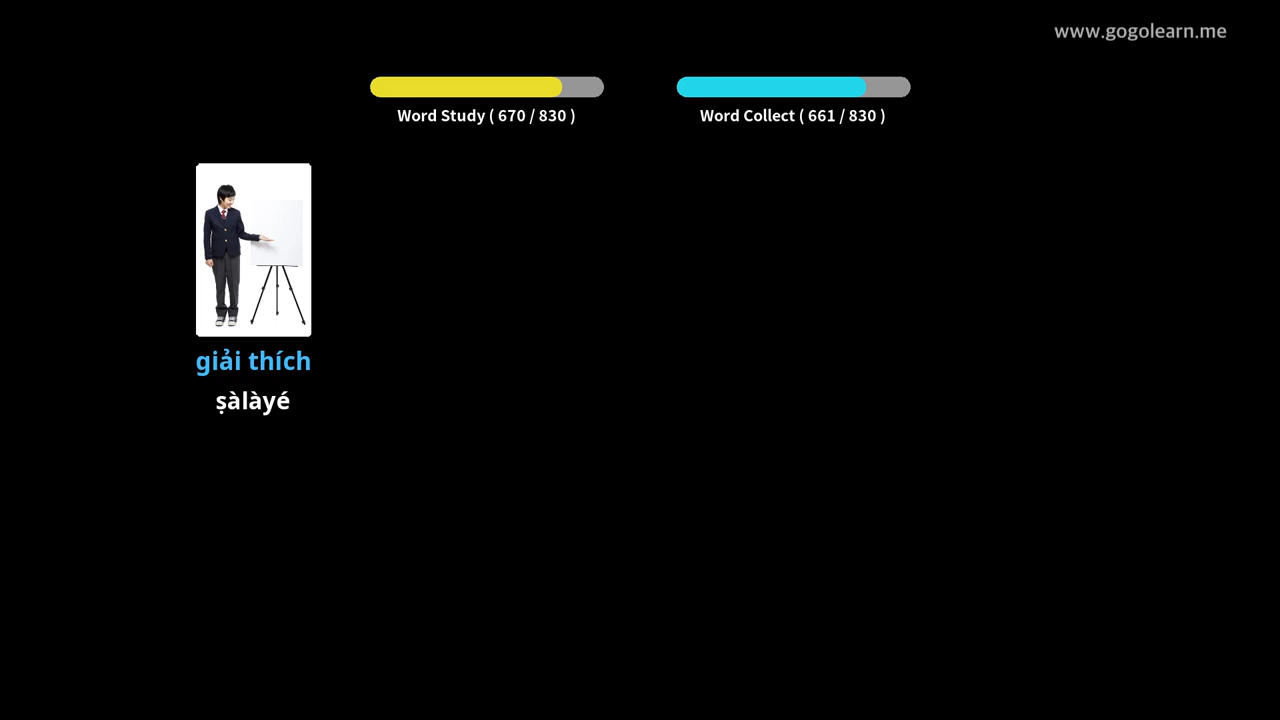 www.gogolearn.me
Word Study ( 670 / 830 )
Word Collect ( 661 / 830 )
giải thích
ṣàlàyé